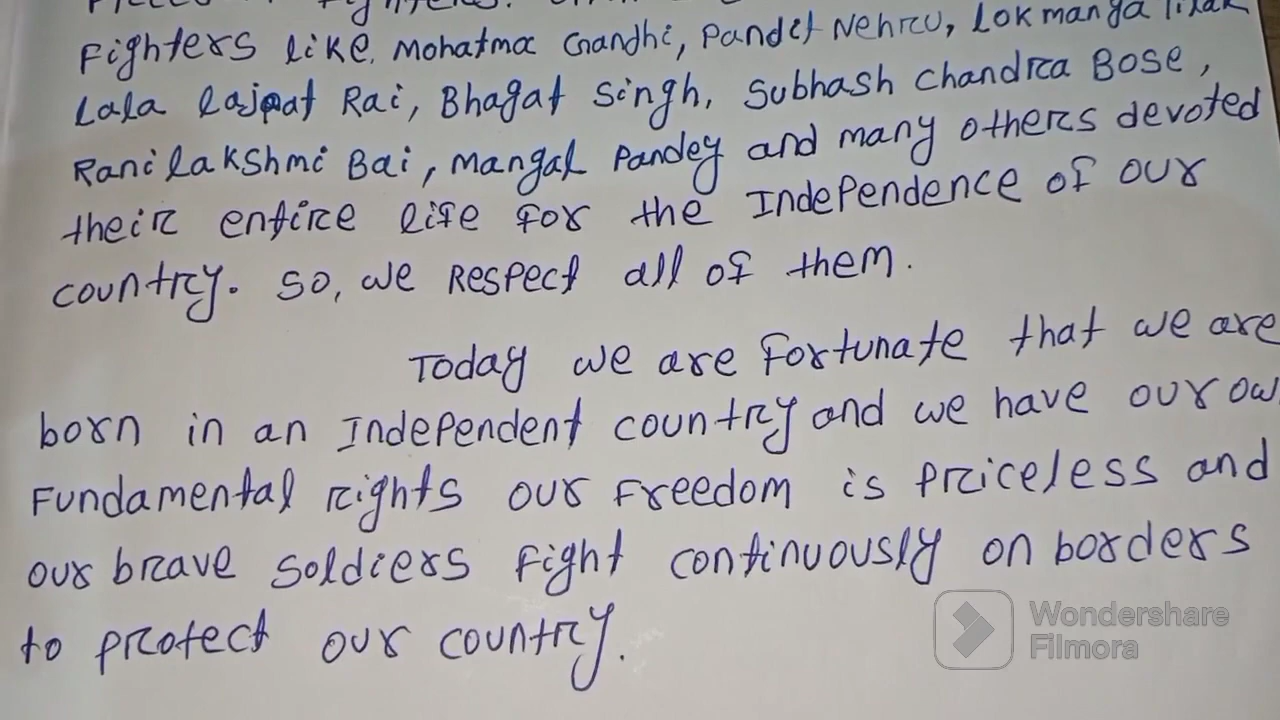 Fighters like, Mohatma Gandhi, Pandit Nehru, Lokmanya Tilak
Lala Lajpat Rai, Bhagat Singh, Subhash Chandra Bose,
Rani lakshmi Bai, Mangal Pandey and many others devoted
their entire life for the Independence of our
country. So, we Respect all of them.
Today we are Fortunate that we are
born in an Independent country and we have our ow
Fundamental rights our Freedom is Priceless and
our brave soldiers Fight continuously on borders
to protect our country.
Wondershare
Filmora